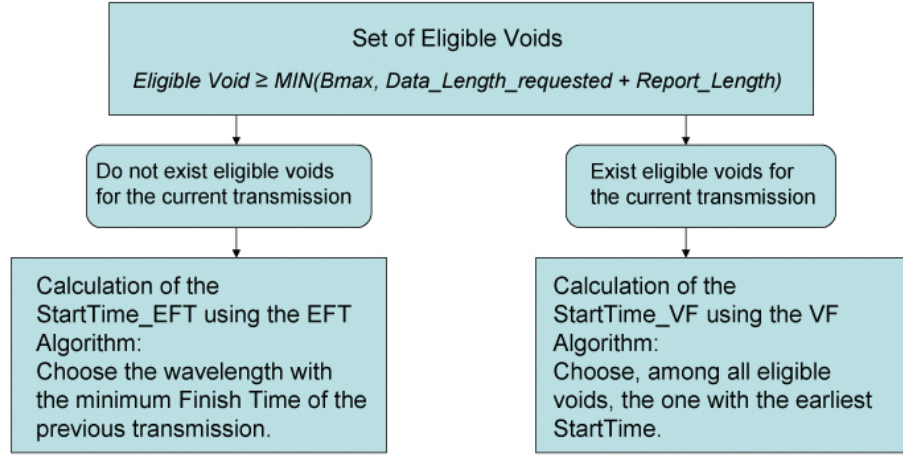 Set of Eligible Voids
Eligible Void ≥ MIN(Bmax, Data_Length_requested + Report_Length)
Do not exist eligible voids
for the current transmission
Exist eligible voids for
the current transmission
Calculation of the
StartTime_EFT using the EFT
Algorithm:
Choose the wavelength with
the minimum Finish Time of the
previous transmission.
Calculation of the
StartTime_VF using the VF
Algorithm:
Choose, among all eligible
voids, the one with the earliest
StartTime.